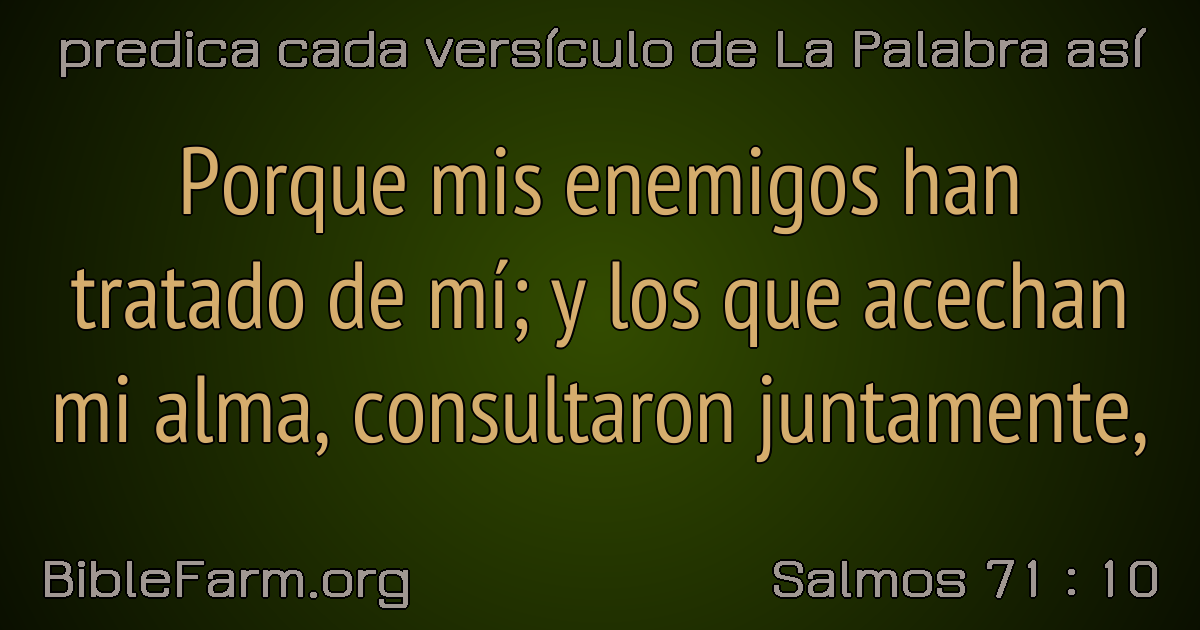 predica cada versículo de La Palabra así
Porque mis enemigos han
tratado de mí; y los que acechan
mi alma, consultaron juntamente,
BibleFarm.org
Salmos 71 : 10